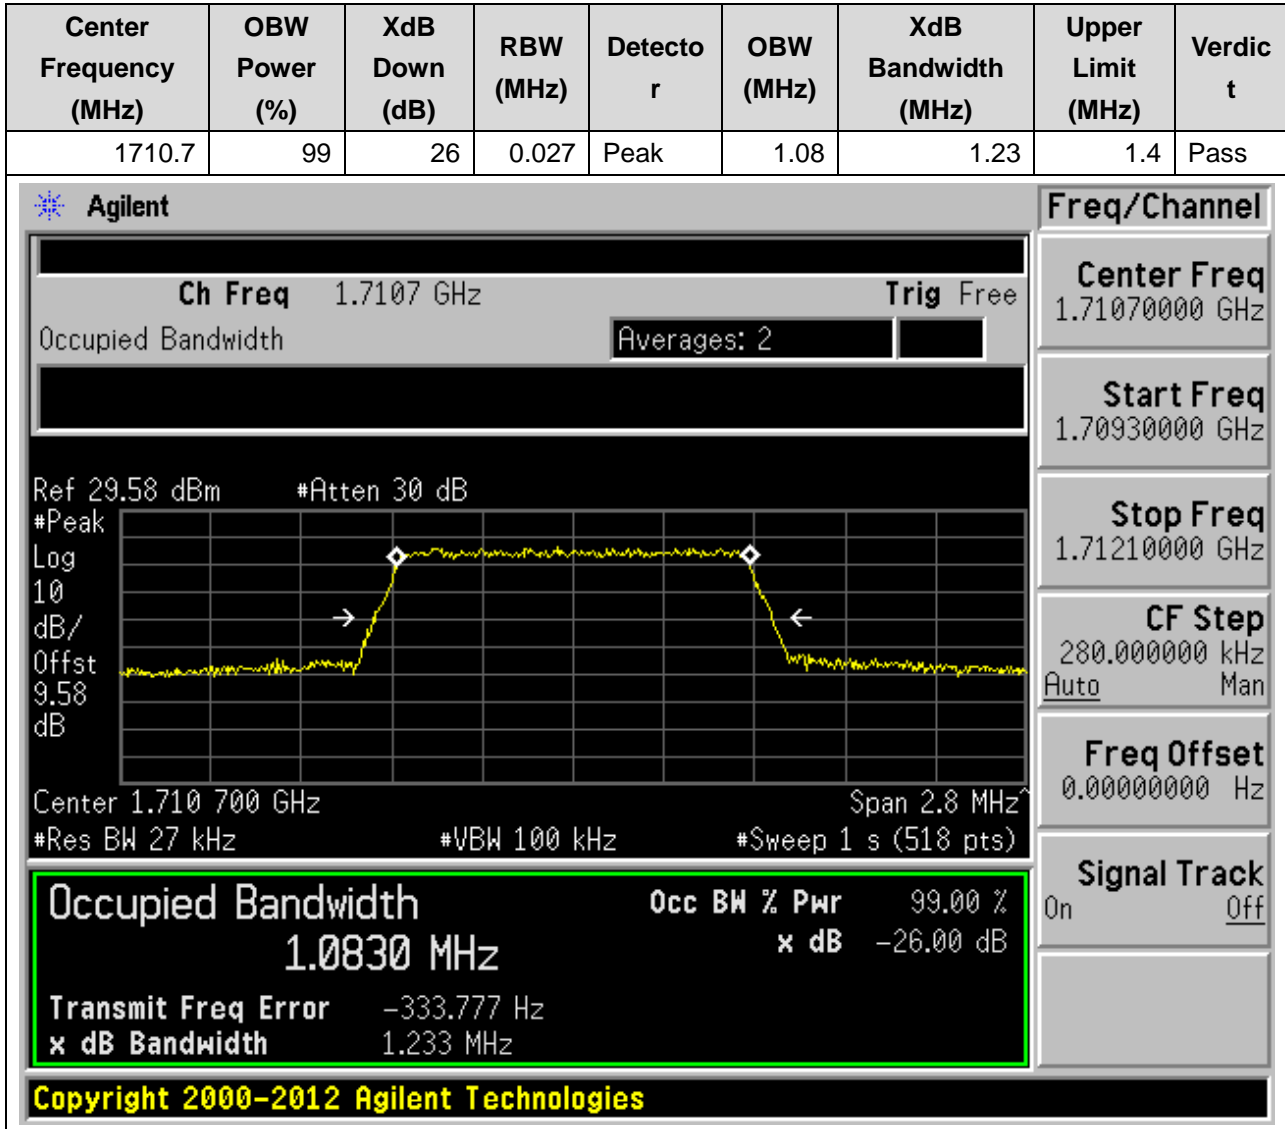 Center Frequency (MHz) OBW Power (%) XdB Down (dB) RBW (MHz) Detecto r OBW (MHz) XdB Bandwidth (MHz) Upper Limit (MHz) Verdic t
1710.7 99 26 0.027 Peak 1.08 1.23 1.4 Pass
Agilent
Freq/Channel
Ch Freq 1.7107 GHz Trig Free
Occupied Bandwidth Averages: 2
Center Freq
1.71070000 GHz
Start Freq
1.70930000 GHz
Stop Freq
1.71210000 GHz
CF Step
280.000000 kHz
Auto Man
Freq Offset
0.00000000 Hz
Signal Track
On Off
Ref 29.58 dBm #Atten 30 dB
#Peak
Log
10
dB/
Offst
9.58
dB
Center 1.710 700 GHz Span 2.8 MHz^
#Res BW 27 kHz #VBW 100 kHz #Sweep 1 s (518 pts)
Occupied Bandwidth Occ BW % Pwr 99.00 %
1.0830 MHz x dB -26.00 dB
Transmit Freq Error -333.777 Hz
x dB Bandwidth 1.233 MHz
Copyright 2000-2012 Agilent Technologies